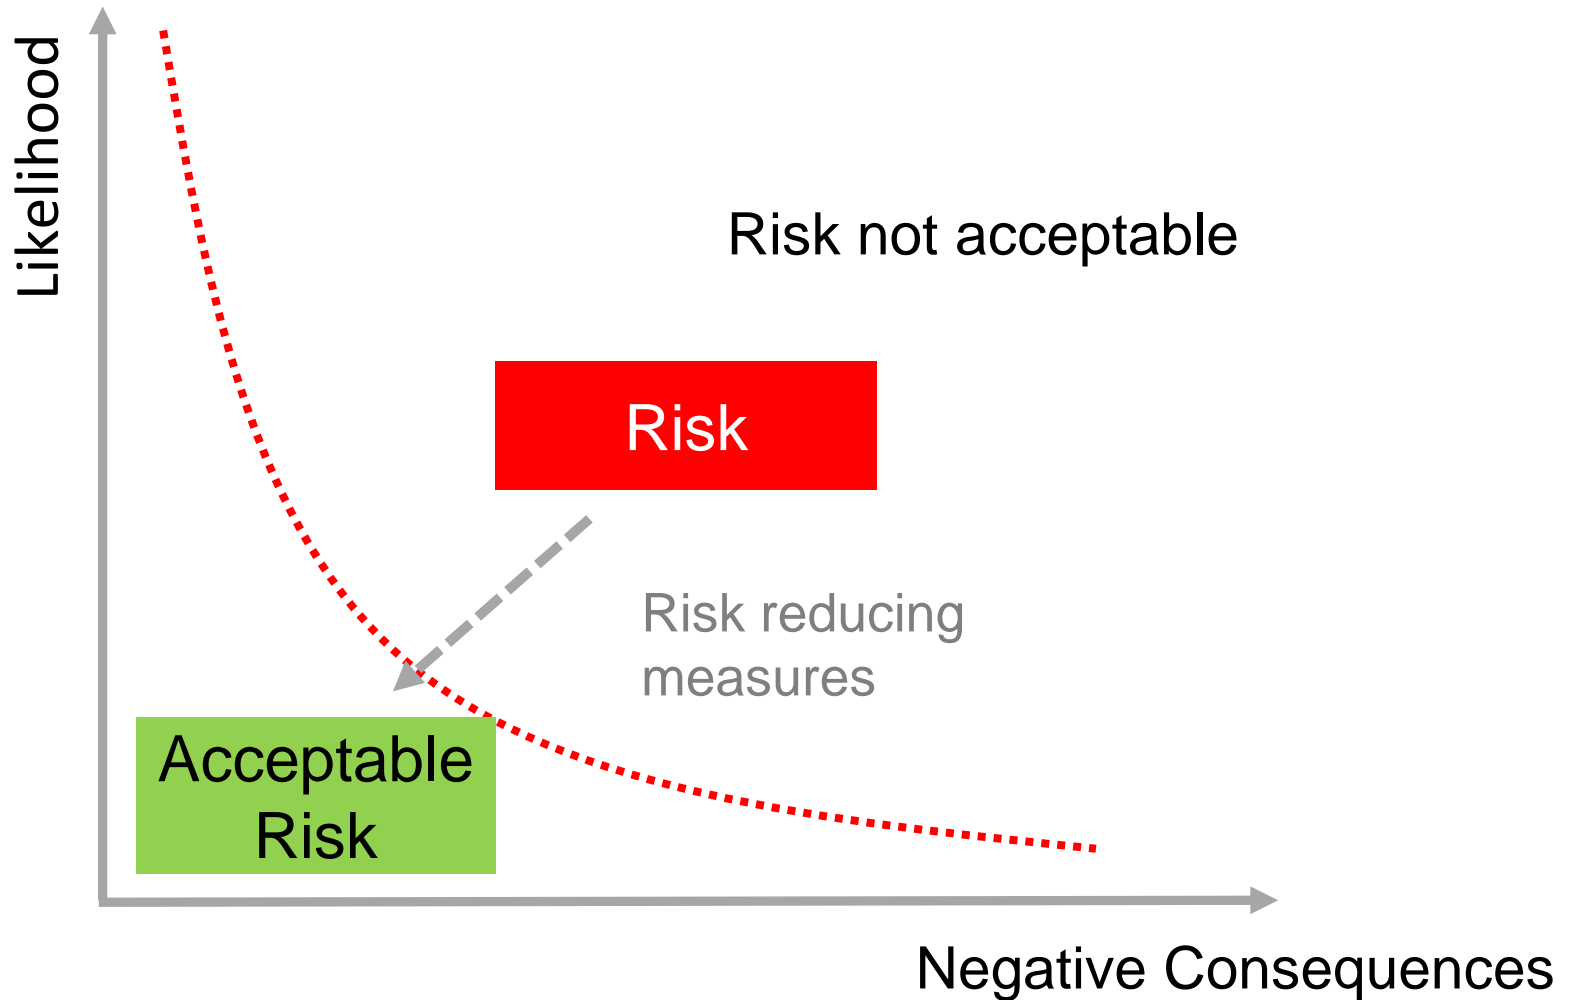 Likelihood
Risk not acceptable
Risk
Risk reducing
measures
Acceptable
Risk
Negative Consequences